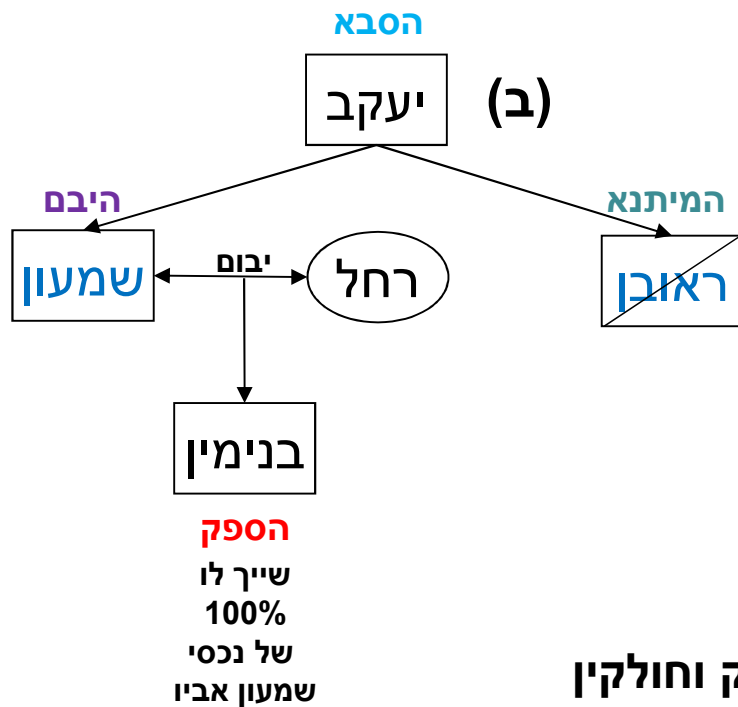 הסבא
יעקב
(ב)
המיתנא
היבם
ראובן
רחל
יבום
שמעון
בנימין
הספק
שייך לו
100%
של נכסי
שמעון אביו
ק וחולקין